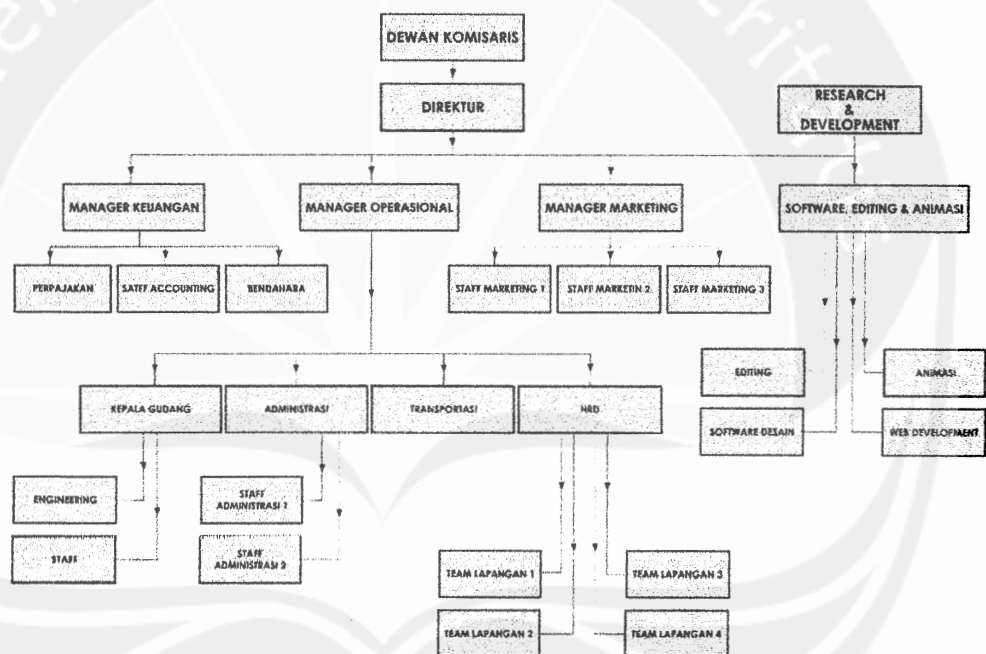 DEWAN KOMISARIS
DIREKTUR
RESEARCH
&
DEVELOPMENT
MANAGER KEUANGAN
MANAGER OPERASIONAL
MANAGER MARKETING
SOFTWARE, EDITING & ANIMASI
PERPAJAKAN
SATFF ACCOUNTING
BENDAHARA
STAFF MARKETING 1
STAFF MARKETIN 2
STAFF MARKETING 3
EDITING
ANIMASI
KEPALA GUDANG
ADMINISTRASI
TRANSPORTASI
HRD
SOFTWARE DESAIN
WEB DEVELOPMENT
ENGINEERING
STAFF
ADMINISTRASI 1
STAFF
STAFF
ADMINISTRASI 2
TEAM LAPANGAN 1
TEAM LAPANGAN 3
TEAM LAPANGAN 2
TEAM LAPANGAN 4